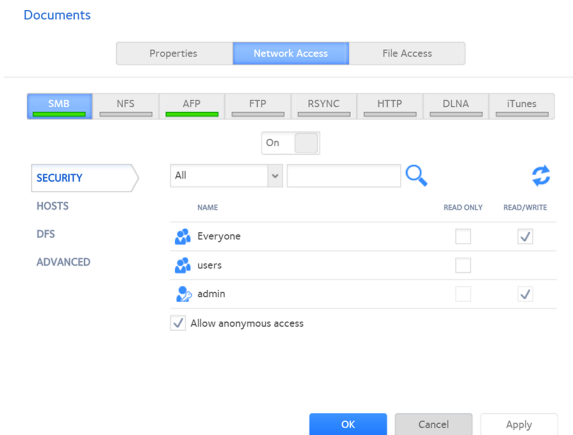 Documents
Properties Network Access File Access
SMB NFS AFP FTP RSYNC HTTP DLNA iTunes
On
SECURITY
All
HOSTS
NAME READ ONLY READ/WRITE
DFS
Everyone
users
ADVANCED
admin
Allow anonymous access
OK Cancel Apply